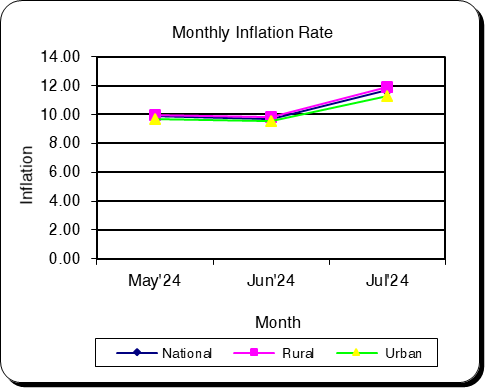 Monthly Inflation Rate
14.00
12.00
10.00
8.00
6.00
4.00
2.00
0.00
Inflation
May'24 Jun'24 Jul'24
Month
National Rural Urban